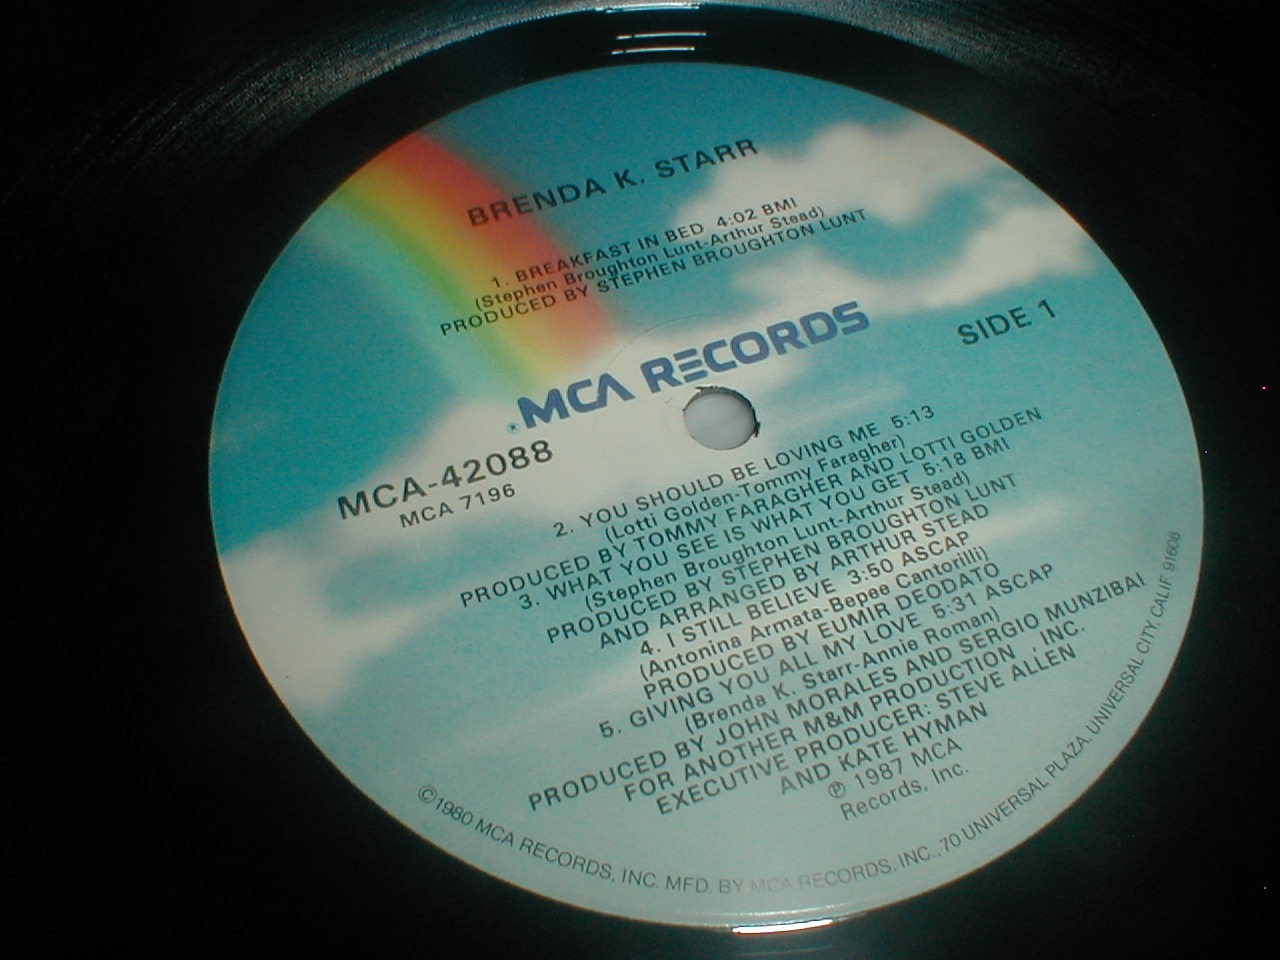 BRENDA K. STARR
1. BREAKFAST IN BED 4:02 BMI
(Stephen Broughton Lunt-Arthur Stead)
PRODUCED BY STEPHEN BROUGHTON LUNT
MCA RECORDS
®
SIDE 1
MCA-42088
MCA 7196
2. YOU SHOULD BE LOVING ME 5:13
(Lotti Golden-Tommy Faragher)
PRODUCED BY TOMMY FARAGHER AND LOTTI GOLDEN
3. WHAT YOU SEE IS WHAT YOU GET 5:18 BMI
(Stephen Broughton Lunt-Arthur Stead)
PRODUCED BY STEPHEN BROUGHTON LUNT
AND ARRANGED BY ARTHUR STEAD
4. I STILL BELIEVE 3:50 ASCAP
(Antonina Armata-Bepee Cantorilli)
PRODUCED BY EUMIR DEODATO
5. GIVING YOU ALL MY LOVE 5:31 ASCAP
(Brenda K. Starr-Annie Roman)
PRODUCED BY JOHN MORALES AND SERGIO MUNZIBAI
FOR ANOTHER M&M PRODUCTION, INC.
EXECUTIVE PRODUCER: STEVE ALLEN
AND KATE HYMAN
℗ 1987 MCA
Records, Inc.
©1980 MCA RECORDS, INC. MFD. BY MCA RECORDS, INC., 70 UNIVERSAL PLAZA, UNIVERSAL CITY, CALIF. 91608